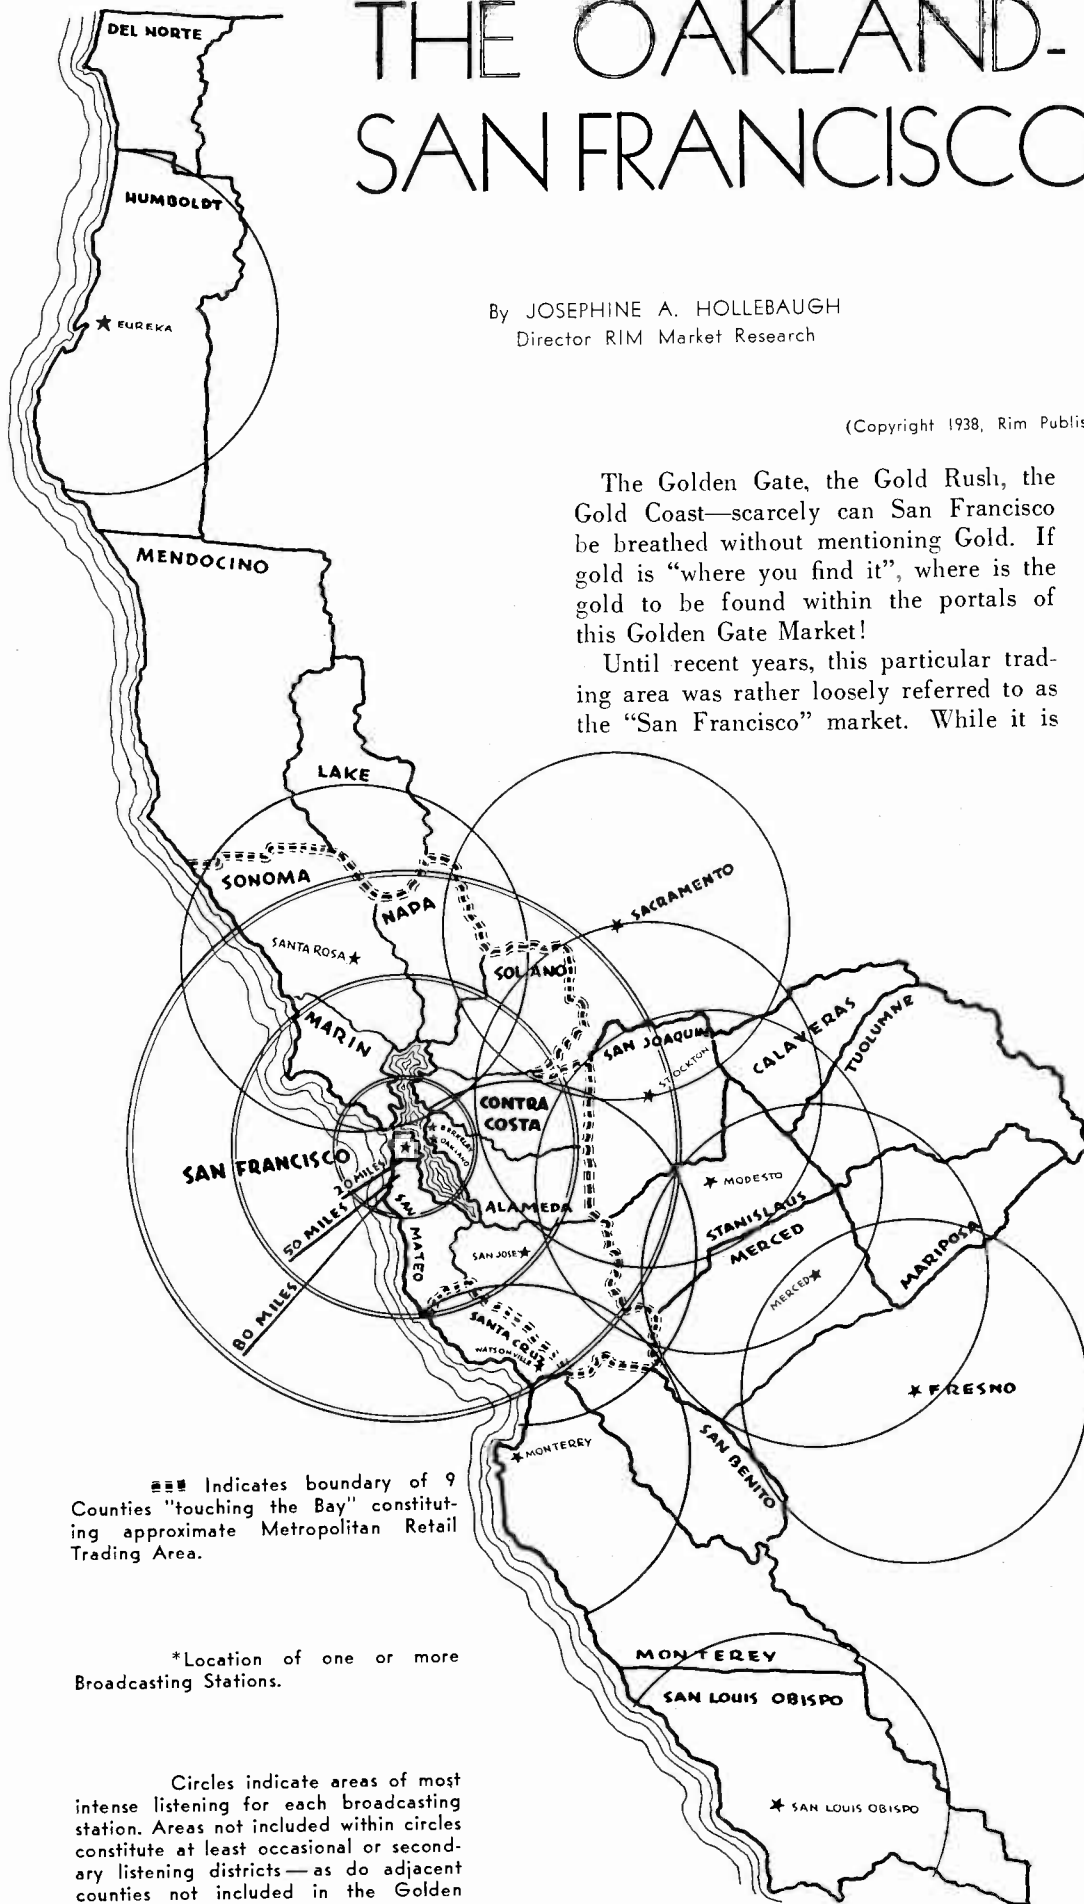 THE OAKLAND-
SAN FRANCISCO
By JOSEPHINE A. HOLLEBAUGH
Director RIM Market Research
(Copyright 1938, Rim Publis
The Golden Gate, the Gold Rush, the
Gold Coast—scarcely can San Francisco
be breathed without mentioning Gold. If
gold is “where you find it”, where is the
gold to be found within the portals of
this Golden Gate Market!
Until recent years, this particular trad-
ing area was rather loosely referred to as
the “San Francisco” market. While it is
DEL NORTE
HUMBOLDT
★ EUREKA
MENDOCINO
LAKE
SONOMA
NAPA
★ SACRAMENTO
SANTA ROSA ★
SOLANO
MARIN
SAN JOAQUIN
CALAVERAS
TUOLUMNE
★ STOCKTON
CONTRA
COSTA
★ BERKELEY
★ OAKLAND
SAN FRANCISCO
★
20 MILES
50 MILES
80 MILES
SAN MATEO
ALAMEDA
★ MODESTO
STANISLAUS
MERCED
SAN JOSE ★
MERCED ★
MARIPOSA
SANTA CRUZ
WATSONVILLE ★
★ FRESNO
★ MONTEREY
SAN BENITO
MONTEREY
SAN LOUIS OBISPO
★ SAN LOUIS OBISPO
Indicates boundary of 9
Counties "touching the Bay" constitut-
ing approximate Metropolitan Retail
Trading Area.
*Location of one or more
Broadcasting Stations.
Circles indicate areas of most
intense listening for each broadcasting
station. Areas not included within circles
constitute at least occasional or second-
ary listening districts — as do adjacent
counties not included in the Golden